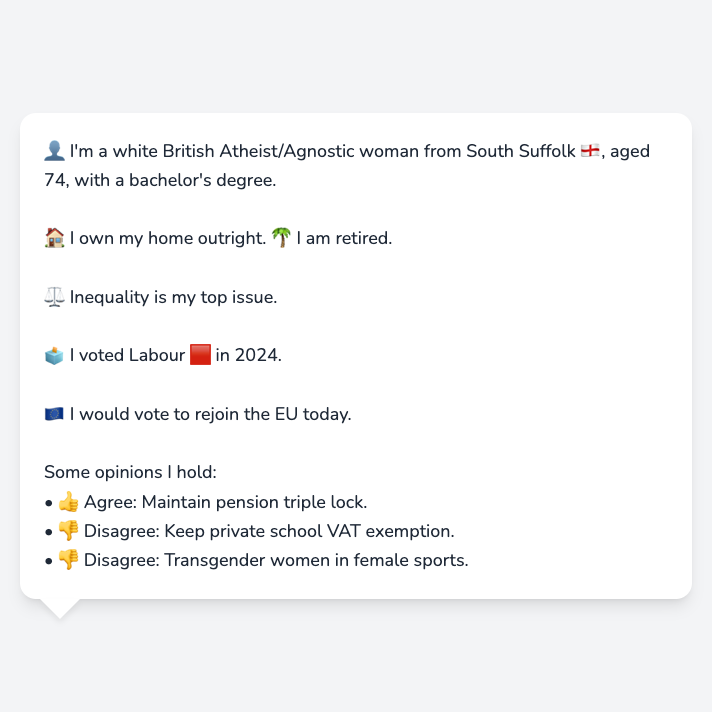 👤 I'm a white British Atheist/Agnostic woman from South Suffolk 🏴󠁧󠁢󠁥󠁮󠁧󠁿, aged
74, with a bachelor's degree.
🏠 I own my home outright. 🌴 I am retired.
⚖️ Inequality is my top issue.
🗳️ I voted Labour 🟥 in 2024.
🇪🇺 I would vote to rejoin the EU today.
Some opinions I hold:
• 👍 Agree: Maintain pension triple lock.
• 👎 Disagree: Keep private school VAT exemption.
• 👎 Disagree: Transgender women in female sports.